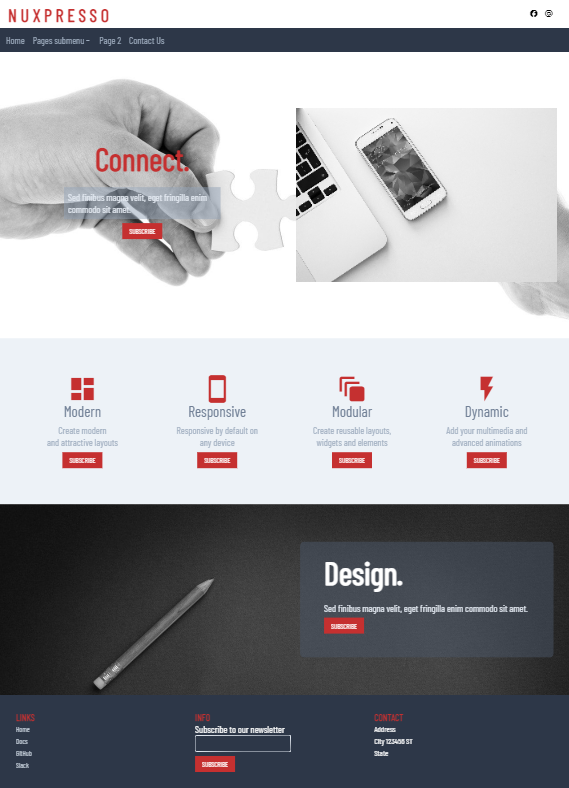 NUXPRESSO
Home Pages submenu Page 2 Contact Us
Connect.
Sed finibus magna velit, eget fringilla enim
commodo sit amet.
SUBSCRIBE
Modern
Create modern
and attractive layouts
SUBSCRIBE
Responsive
Responsive by default on
any device
SUBSCRIBE
Modular
Create reusable layouts,
widgets and elements
SUBSCRIBE
Dynamic
Add your multimedia and
advanced animations
SUBSCRIBE
Design.
Sed finibus magna velit, eget fringilla enim commodo sit amet.
SUBSCRIBE
LINKS
Home
Docs
GitHub
Slack
INFO
Subscribe to our newsletter
SUBSCRIBE
CONTACT
Address
City 123456 ST
State